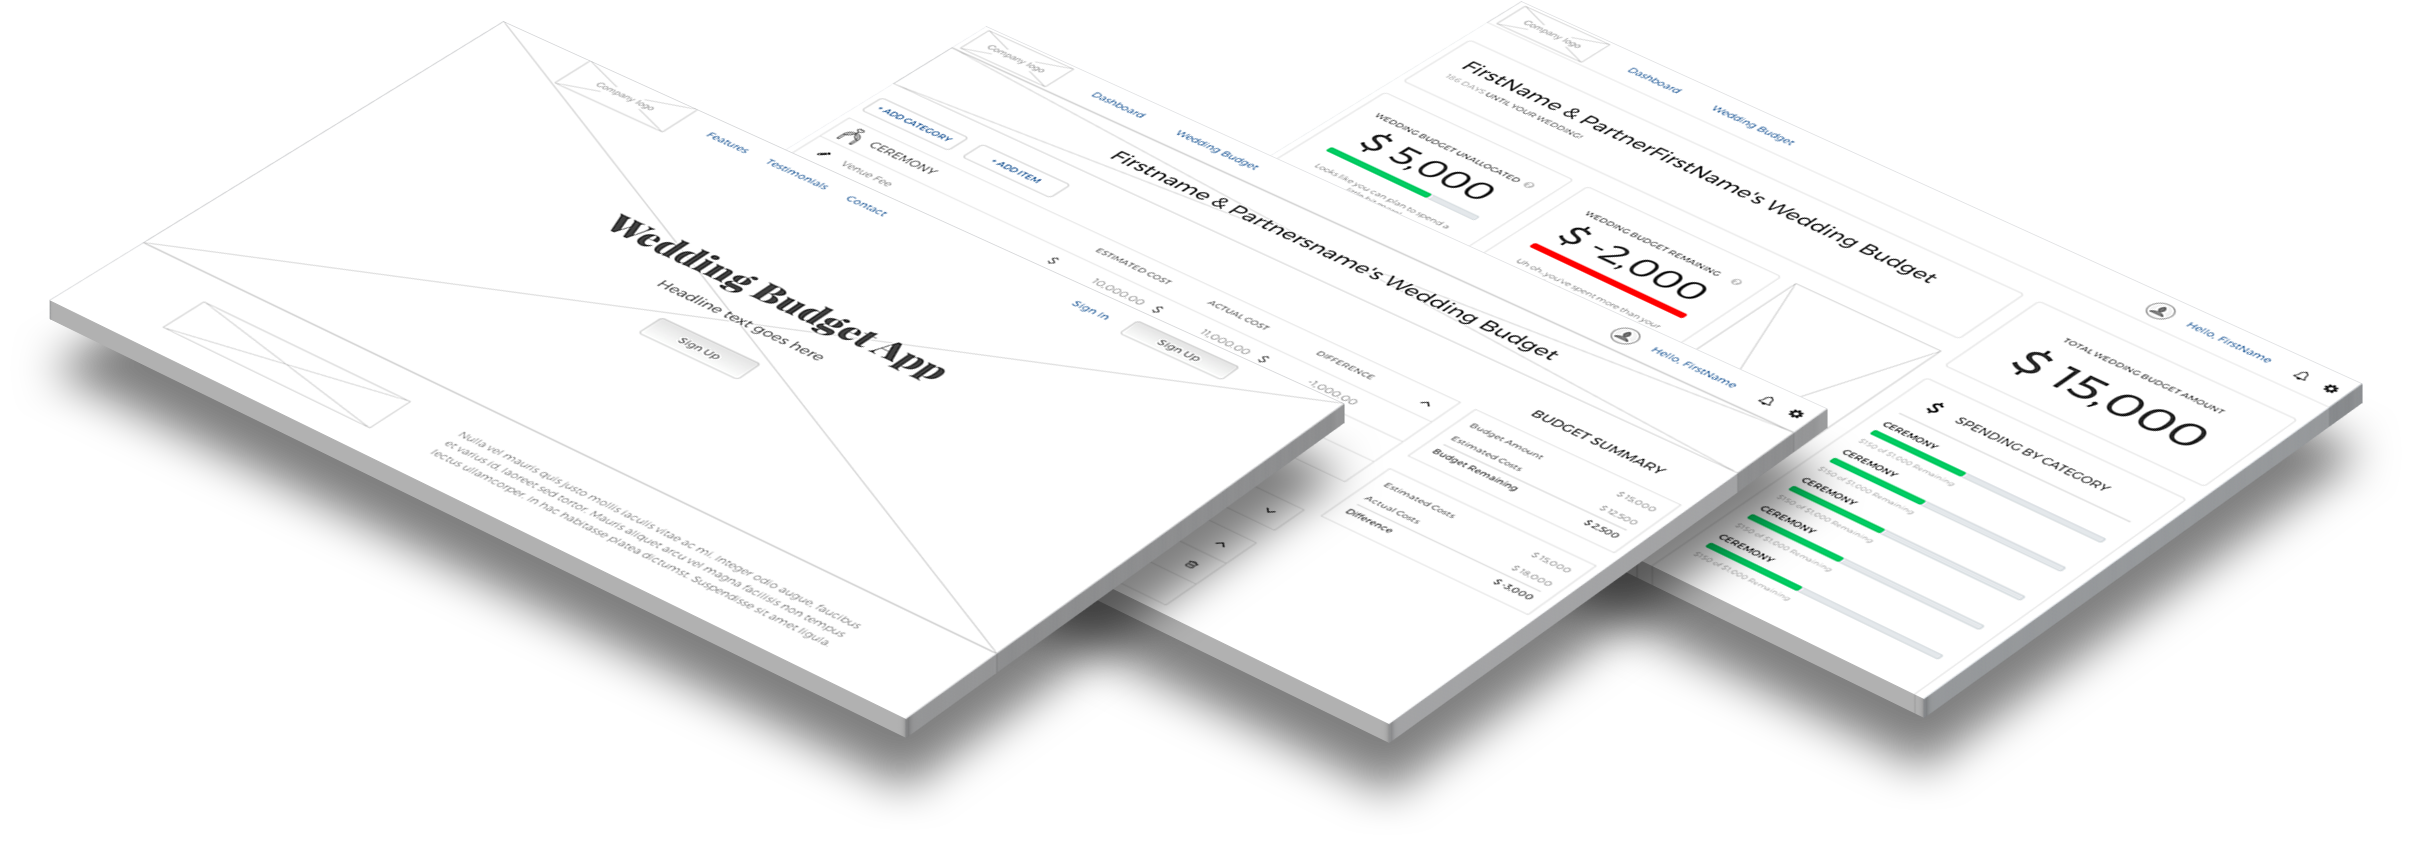 Company logo
Features
Testimonials
Contact
Sign in
Sign Up
Wedding Budget App
Headline text goes here
Sign Up
Nulla vel mauris quis justo mollis iaculis vitae ac mi. Integer odio augue, faucibus
et varius id, laoreet sed tortor. Mauris aliquet arcu vel magna facilisis non tempus
lectus ullamcorper. In hac habitasse platea dictumst. Suspendisse sit amet ligula.
Company logo
Dashboard
Wedding Budget
Hello, FirstName
Firstname & Partnersname's Wedding Budget
+ ADD CATEGORY
+ ADD ITEM
CEREMONY
Venue Fee
ESTIMATED COST
ACTUAL COST
DIFFERENCE
$ 10,000.00
$ 11,000.00
$ -1,000.00
BUDGET SUMMARY
Budget Amount $ 15,000
Estimated Costs $ 12,500
Budget Remaining $ 2,500
Estimated Costs $ 15,000
Actual Costs $ 18,000
Difference $ -3,000
Company logo
Dashboard
Wedding Budget
Hello, FirstName
FirstName & PartnerFirstName's Wedding Budget
186 DAYS UNTIL YOUR WEDDING!
WEDDING BUDGET UNALLOCATED
$ 5,000
Looks like you can plan to spend a
WEDDING BUDGET REMAINING
$ -2,000
Uh oh, you've spent more than your
TOTAL WEDDING BUDGET AMOUNT
$ 15,000
$ SPENDING BY CATEGORY
CEREMONY
$150 of $1,000 Remaining
CEREMONY
$150 of $1,000 Remaining
CEREMONY
$150 of $1,000 Remaining
CEREMONY
$150 of $1,000 Remaining
CEREMONY
$150 of $1,000 Remaining